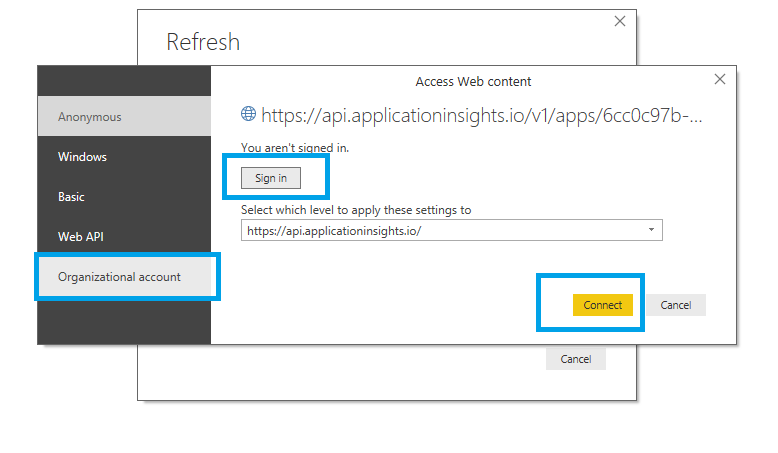 Refresh
Access Web content
Anonymous
Windows
Basic
Web API
Organizational account
https://api.applicationinsights.io/v1/apps/6cc0c97b-...
You aren't signed in.
Sign in
Select which level to apply these settings to
https://api.applicationinsights.io/
Connect
Cancel
Cancel